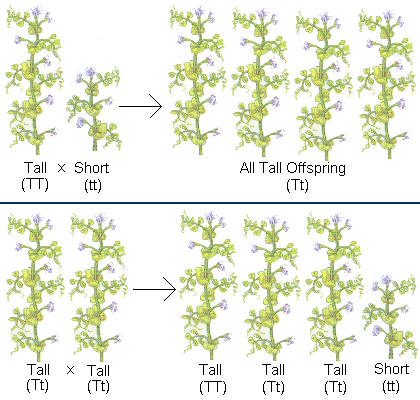 Tall × Short All Tall Offspring
(TT) (tt) (Tt)
Tall × Tall Tall Tall Tall Short
(Tt) (Tt) (TT) (Tt) (Tt) (tt)